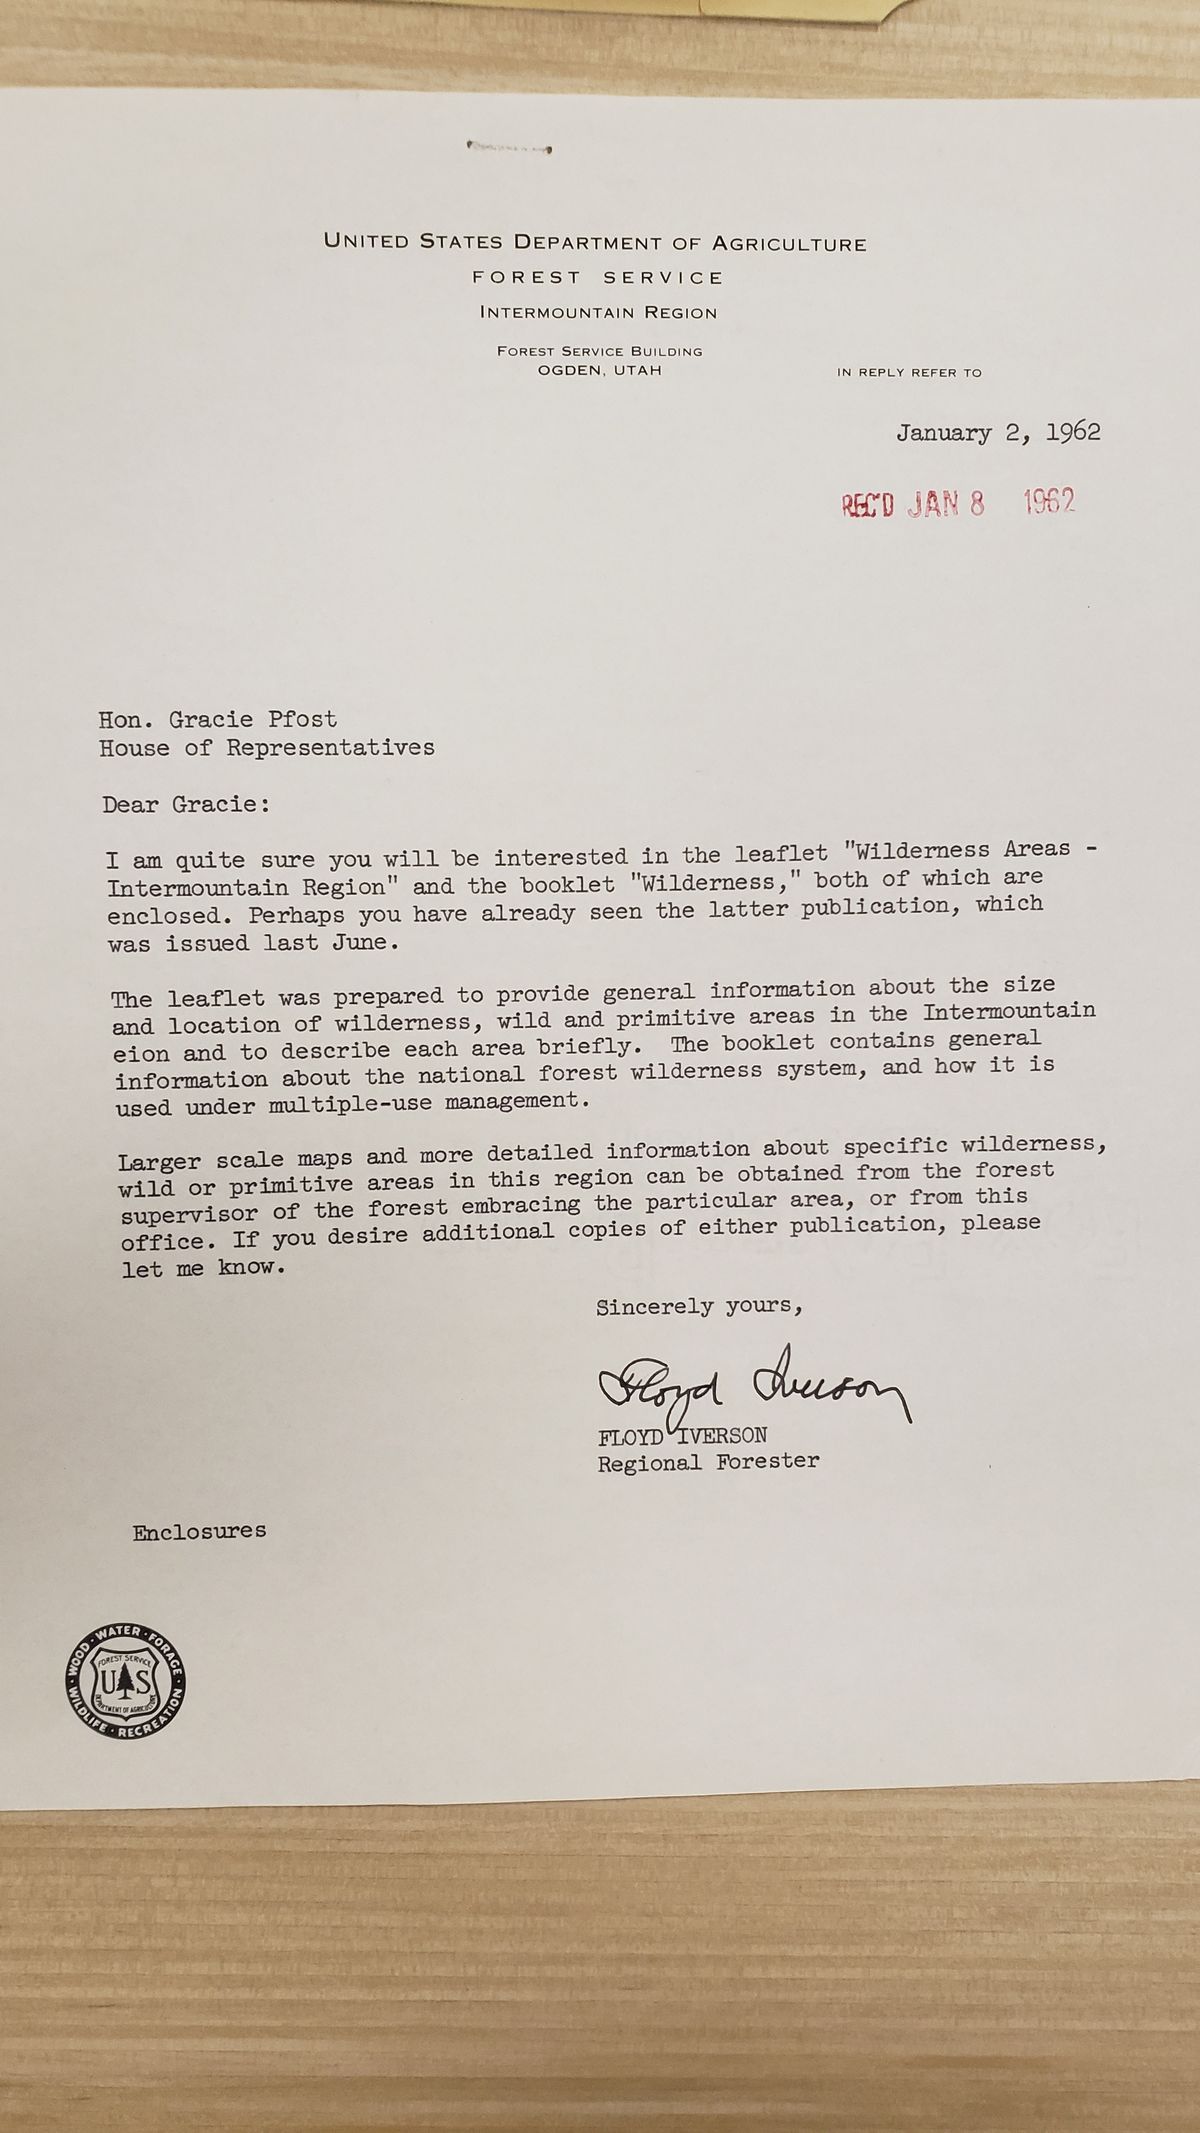 UNITED STATES DEPARTMENT OF AGRICULTURE
FOREST SERVICE
INTERMOUNTAIN REGION
FOREST SERVICE BUILDING
OGDEN, UTAH
IN REPLY REFER TO
January 2, 1962
REC'D JAN 8 1962
Hon. Gracie Pfost
House of Representatives
Dear Gracie:
I am quite sure you will be interested in the leaflet "Wilderness Areas -
Intermountain Region" and the booklet "Wilderness," both of which are
enclosed. Perhaps you have already seen the latter publication, which
was issued last June.
The leaflet was prepared to provide general information about the size
and location of wilderness, wild and primitive areas in the Intermountain
eion and to describe each area briefly. The booklet contains general
information about the national forest wilderness system, and how it is
used under multiple-use management.
Larger scale maps and more detailed information about specific wilderness,
wild or primitive areas in this region can be obtained from the forest
supervisor of the forest embracing the particular area, or from this
office. If you desire additional copies of either publication, please
let me know.
Sincerely yours,
Floyd Iverson
FLOYD IVERSON
Regional Forester
Enclosures
WOOD · WATER · FORAGE · WILDLIFE · RECREATION
FOREST SERVICE
U S
DEPARTMENT OF AGRICULTURE